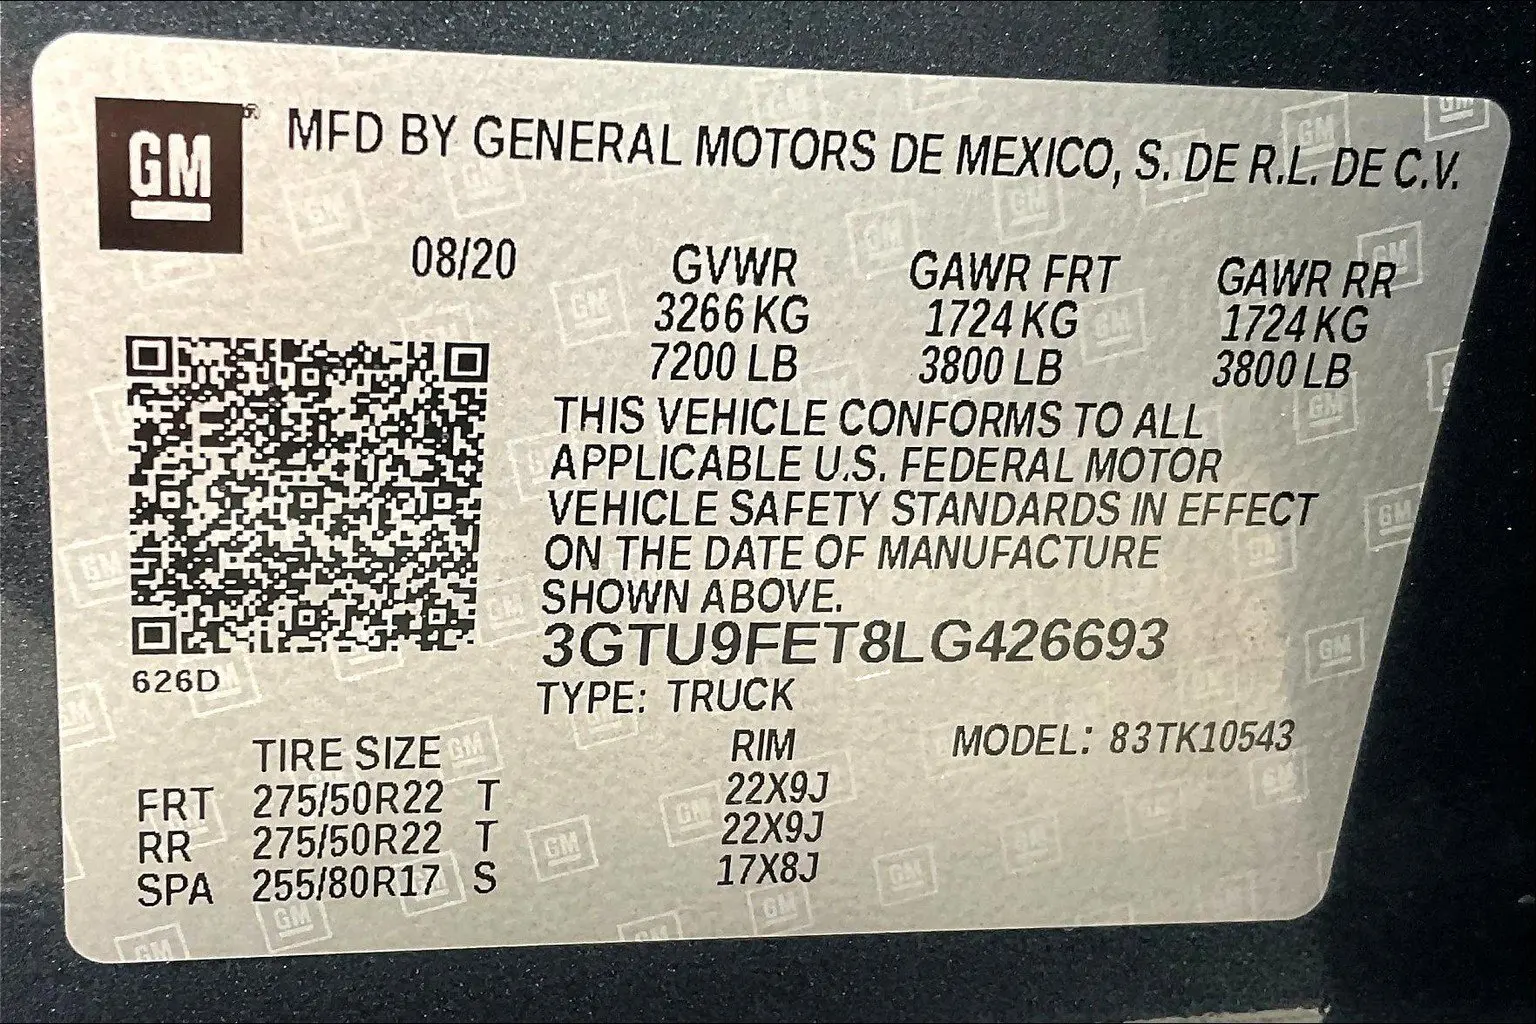 GM® MFD BY GENERAL MOTORS DE MEXICO, S. DE R.L. DE C.V.
08/20 GVWR GAWR FRT GAWR RR
3266 KG 1724 KG 1724 KG
7200 LB 3800 LB 3800 LB
THIS VEHICLE CONFORMS TO ALL
APPLICABLE U.S. FEDERAL MOTOR
VEHICLE SAFETY STANDARDS IN EFFECT
ON THE DATE OF MANUFACTURE
SHOWN ABOVE.
3GTU9FET8LG426693
626D
TYPE: TRUCK
TIRE SIZE RIM MODEL: 83TK10543
FRT 275/50R22 T 22X9J
RR 275/50R22 T 22X9J
SPA 255/80R17 S 17X8J